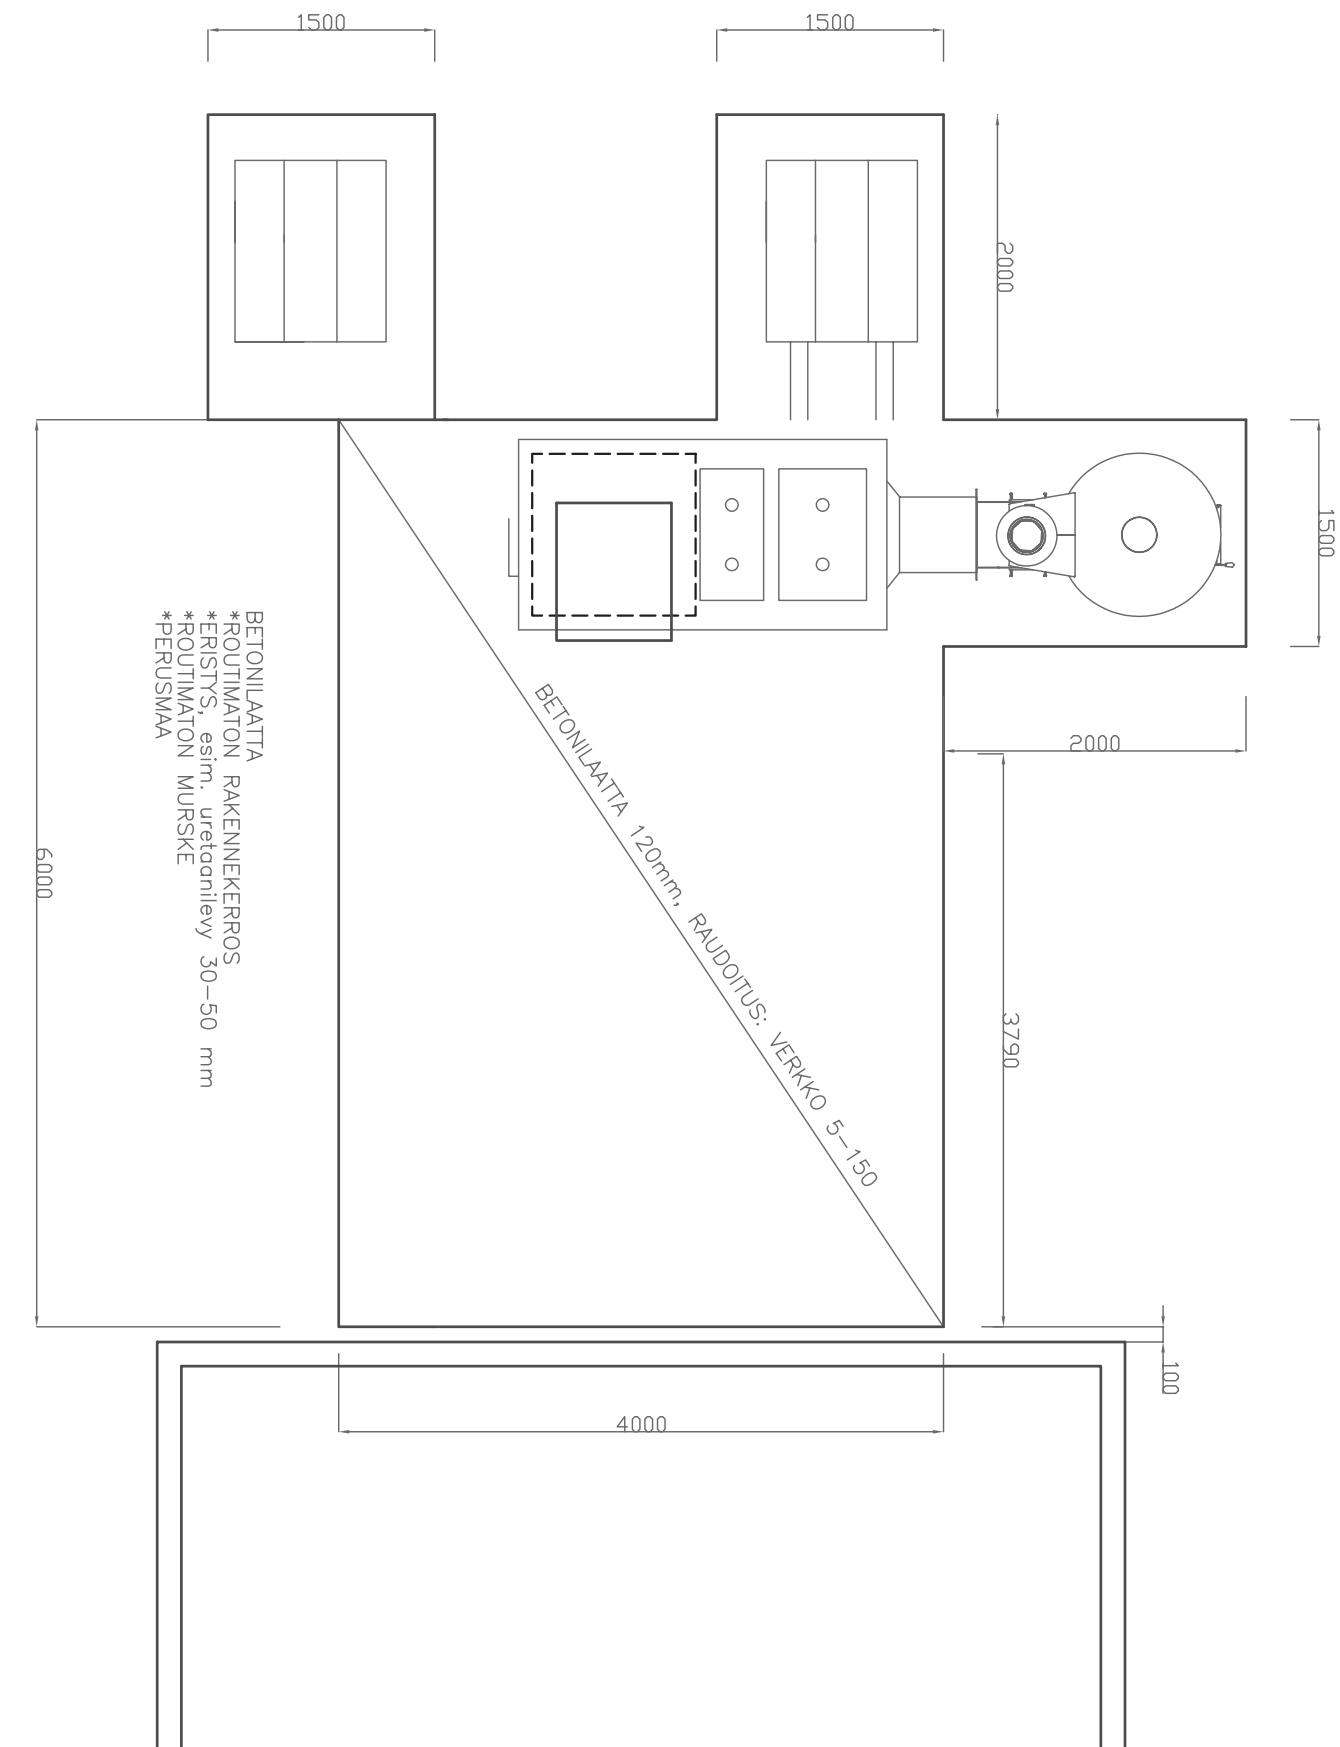 1500
1500
2000
1500
BETONILAATTA
*ROUTIMATON RAKENNEKERROS
*ERISTYS, esim. uretaanilevy 30-50 mm
*ROUTIMATON MURSKE
*PERUSMAA
BETONILAATTA 120mm, RAUDOITUS: VERKKO 5-150
2000
6000
3790
100
4000